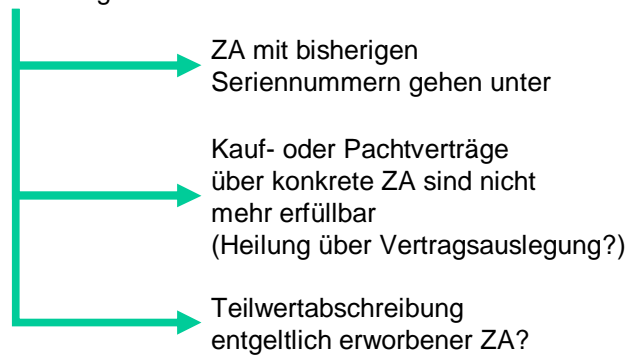 ZA mit bisherigen
Seriennummern gehen unter
Kauf- oder Pachtverträge
über konkrete ZA sind nicht
mehr erfüllbar
(Heilung über Vertragsauslegung?)
Teilwertabschreibung
entgeltlich erworbener ZA?